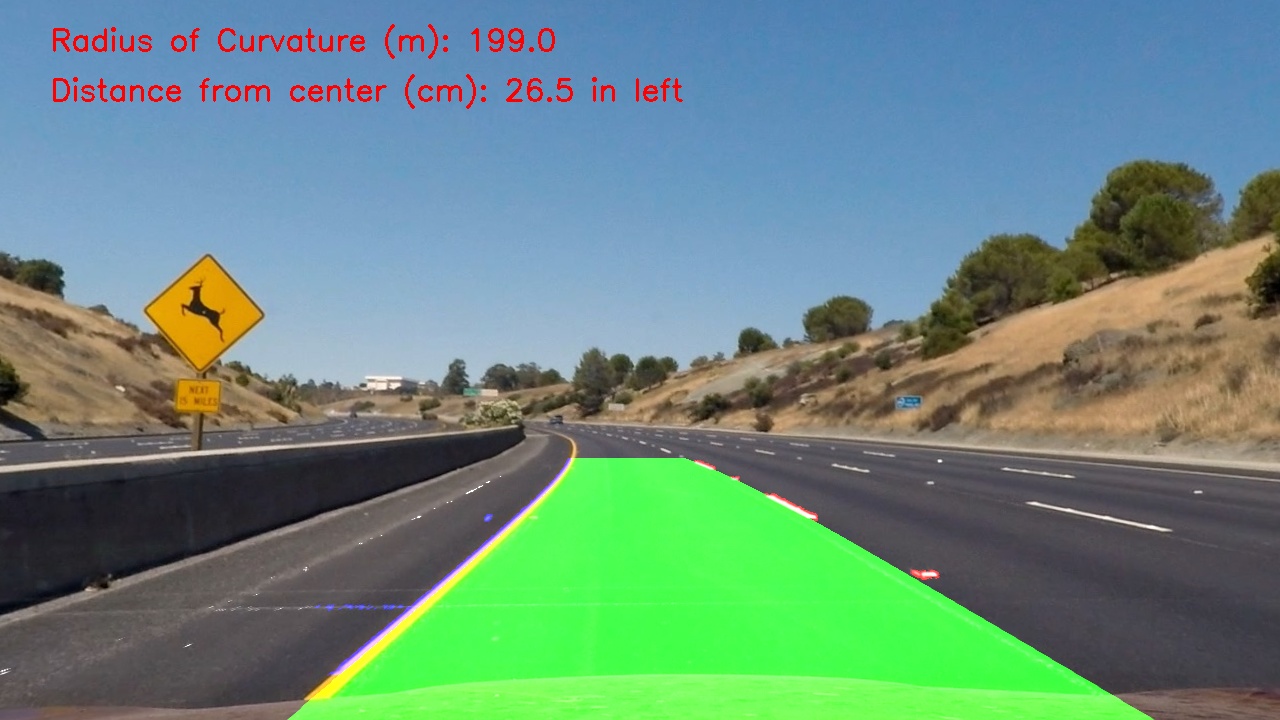 Radius of Curvature (m): 199.0
Distance from center (cm): 26.5 in left
NEXT
15 MILES